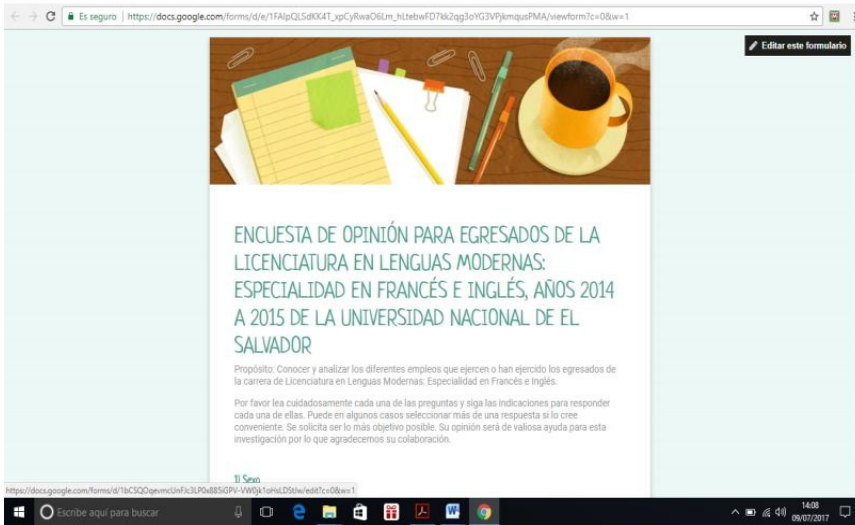 Es seguro | https://docs.google.com/forms/d/e/1FAIpQLSdKK4T_xpCyRwaO6Lm_hLtebwFD7kk2qg3oYG3VPjkmqusPMA/viewform?c=0&w=1
Editar este formulario
ENCUESTA DE OPINIÓN PARA EGRESADOS DE LA
LICENCIATURA EN LENGUAS MODERNAS:
ESPECIALIDAD EN FRANCÉS E INGLÉS, AÑOS 2014
A 2015 DE LA UNIVERSIDAD NACIONAL DE EL
SALVADOR
Propósito: Conocer y analizar los diferentes empleos que ejercen o han ejercido los egresados de
la carrera de Licenciatura en Lenguas Modernas: Especialidad en Francés e Inglés.
Por favor lea cuidadosamente cada una de las preguntas y siga las indicaciones para responder
cada una de ellas. Puede en algunos casos seleccionar más de una respuesta si lo cree
conveniente. Se solicita ser lo más objetivo posible. Su opinión será de valiosa ayuda para esta
investigación por lo que agradecemos su colaboración.
1) Sexo
Escribe aquí para buscar
14:08
09/07/2017